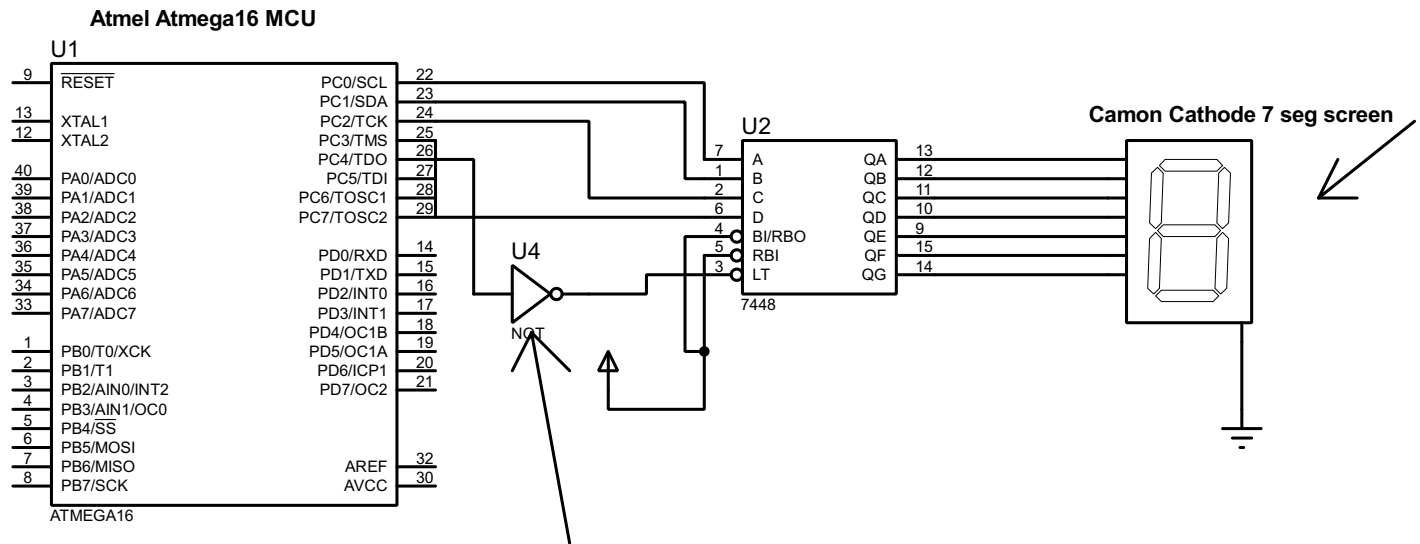 Atmel Atmega16 MCU
U1
9 RESET
13 XTAL1
12 XTAL2
40 PA0/ADC0
39 PA1/ADC1
38 PA2/ADC2
37 PA3/ADC3
36 PA4/ADC4
35 PA5/ADC5
34 PA6/ADC6
33 PA7/ADC7
1 PB0/T0/XCK
2 PB1/T1
3 PB2/AIN0/INT2
4 PB3/AIN1/OC0
5 PB4/SS
6 PB5/MOSI
7 PB6/MISO
8 PB7/SCK
PC0/SCL 22
PC1/SDA 23
PC2/TCK 24
PC3/TMS 25
PC4/TDO 26
PC5/TDI 27
PC6/TOSC1 28
PC7/TOSC2 29
PD0/RXD 14
PD1/TXD 15
PD2/INT0 16
PD3/INT1 17
PD4/OC1B 18
PD5/OC1A 19
PD6/ICP1 20
PD7/OC2 21
AREF 32
AVCC 30
ATMEGA16
U4
NOT
U2
7 A QA 13
1 B QB 12
2 C QC 11
6 D QD 10
4 BI/RBO QE 9
5 RBI QF 15
3 LT QG 14
7448
Camon Cathode 7 seg screen